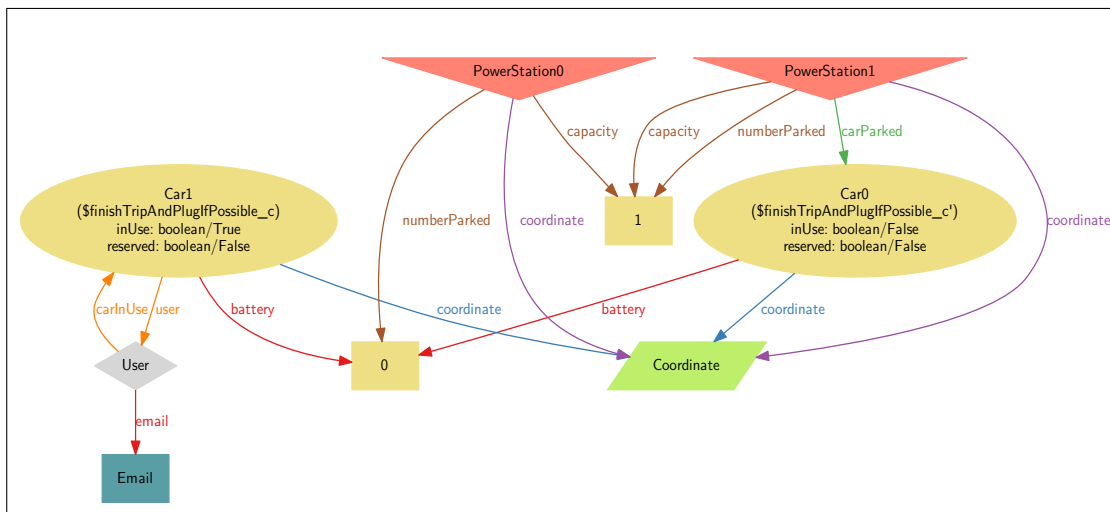 PowerStation0
PowerStation1
capacity
capacity
numberParked
carParked
Car1
($finishTripAndPlugIfPossible_c)
inUse: boolean/True
reserved: boolean/False
numberParked
coordinate
1
Car0
($finishTripAndPlugIfPossible_c')
inUse: boolean/False
reserved: boolean/False
coordinate
carInUse
user
battery
coordinate
battery
coordinate
User
0
Coordinate
email
Email